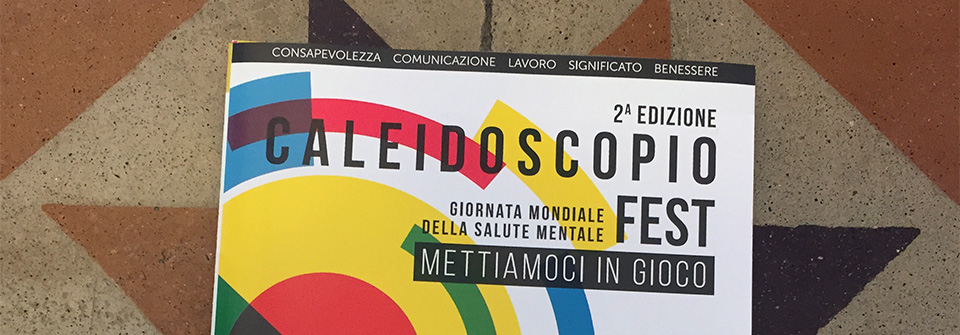 CONSAPEVOLEZZA COMUNICAZIONE LAVORO SIGNIFICATO BENESSERE
2ᴬ EDIZIONE
CALEIDOSCOPIO
GIORNATA MONDIALE
DELLA SALUTE MENTALE
FEST
METTIAMOCI IN GIOCO